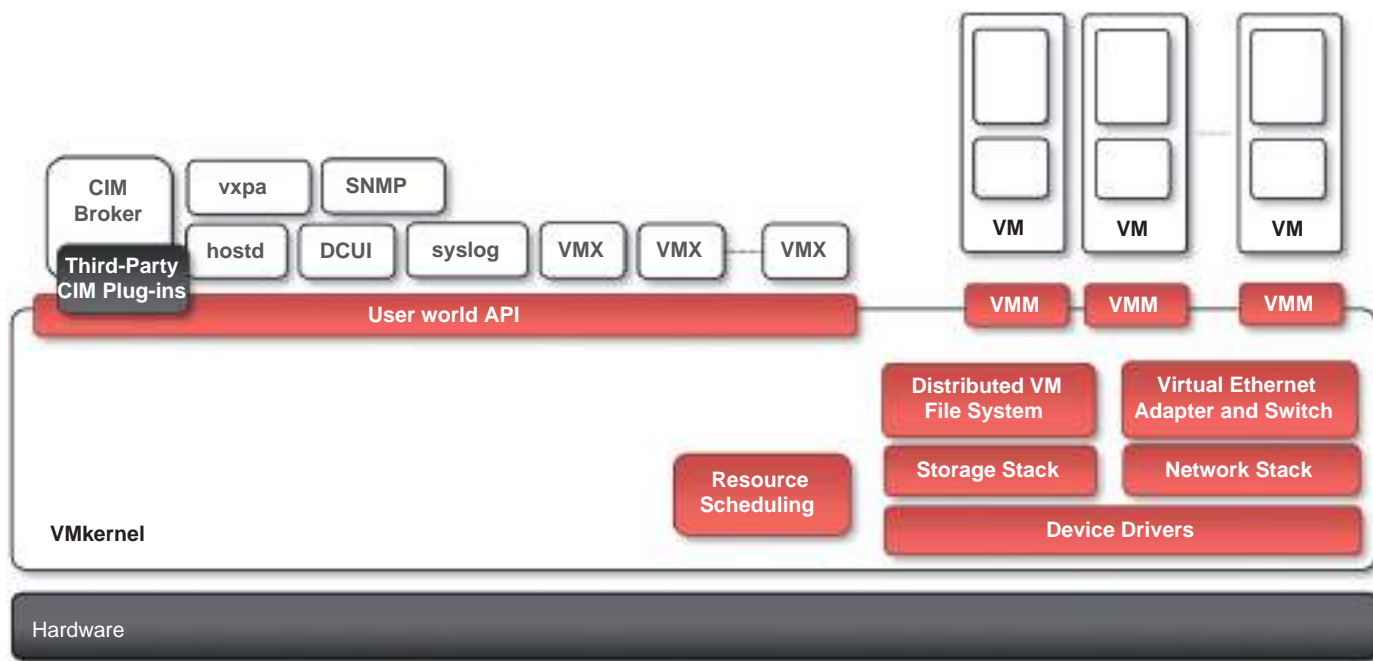 CIM
Broker
vxpa
SNMP
hostd
DCUI
syslog
VMX
VMX
VMX
Third-Party
CIM Plug-ins
User world API
VM
VM
VM
VMM
VMM
VMM
Distributed VM
File System
Virtual Ethernet
Adapter and Switch
Resource
Scheduling
Storage Stack
Network Stack
Device Drivers
VMkernel
Hardware